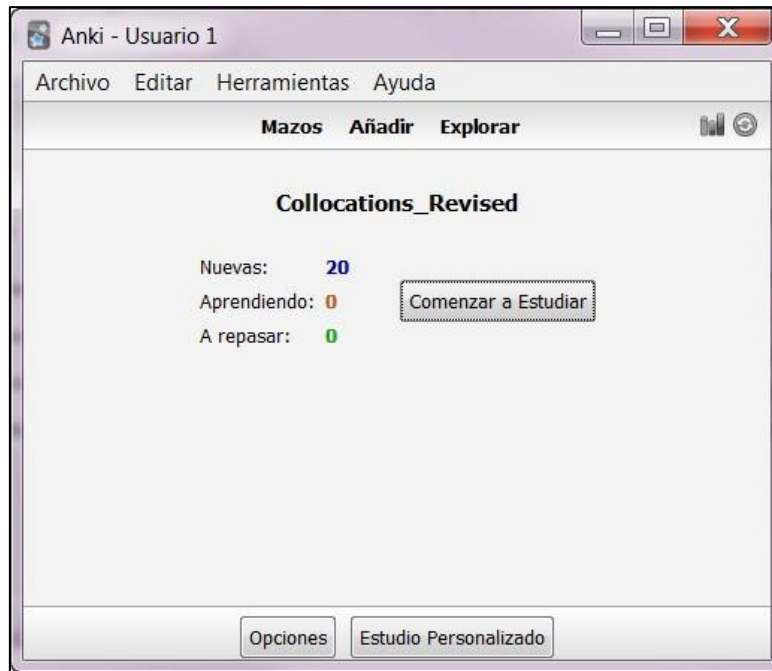 Anki - Usuario 1
Archivo Editar Herramientas Ayuda
Mazos Añadir Explorar
Collocations_Revised
Nuevas: 20
Aprendiendo: 0
Comenzar a Estudiar
A repasar: 0
Opciones Estudio Personalizado